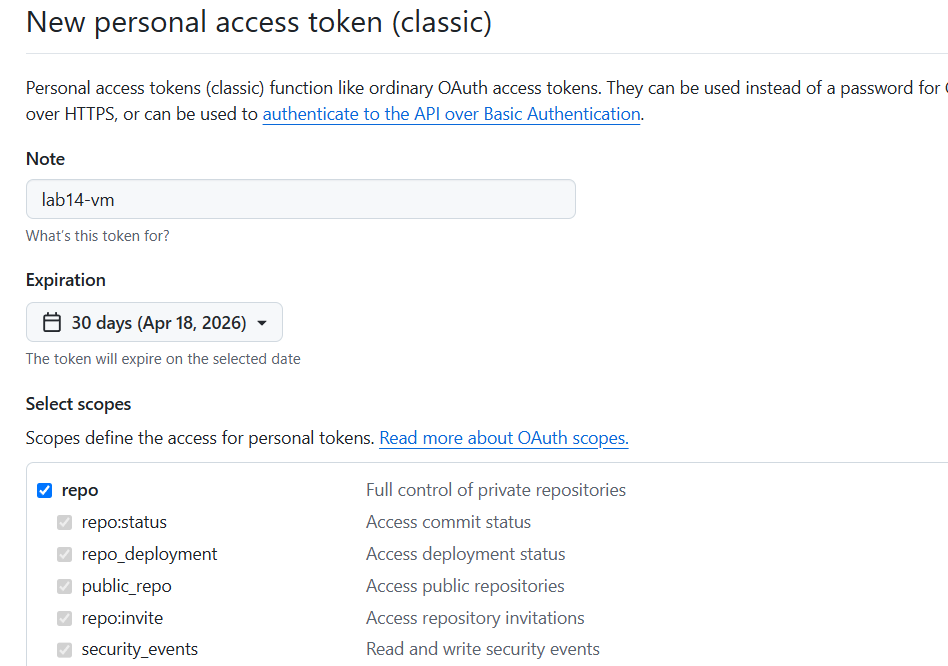 New personal access token (classic)
Personal access tokens (classic) function like ordinary OAuth access tokens. They can be used instead of a password for
over HTTPS, or can be used to authenticate to the API over Basic Authentication.
Note
lab14-vm
What's this token for?
Expiration
30 days (Apr 18, 2026)
The token will expire on the selected date
Select scopes
Scopes define the access for personal tokens. Read more about OAuth scopes.
repo Full control of private repositories
repo:status Access commit status
repo_deployment Access deployment status
public_repo Access public repositories
repo:invite Access repository invitations
security_events Read and write security events